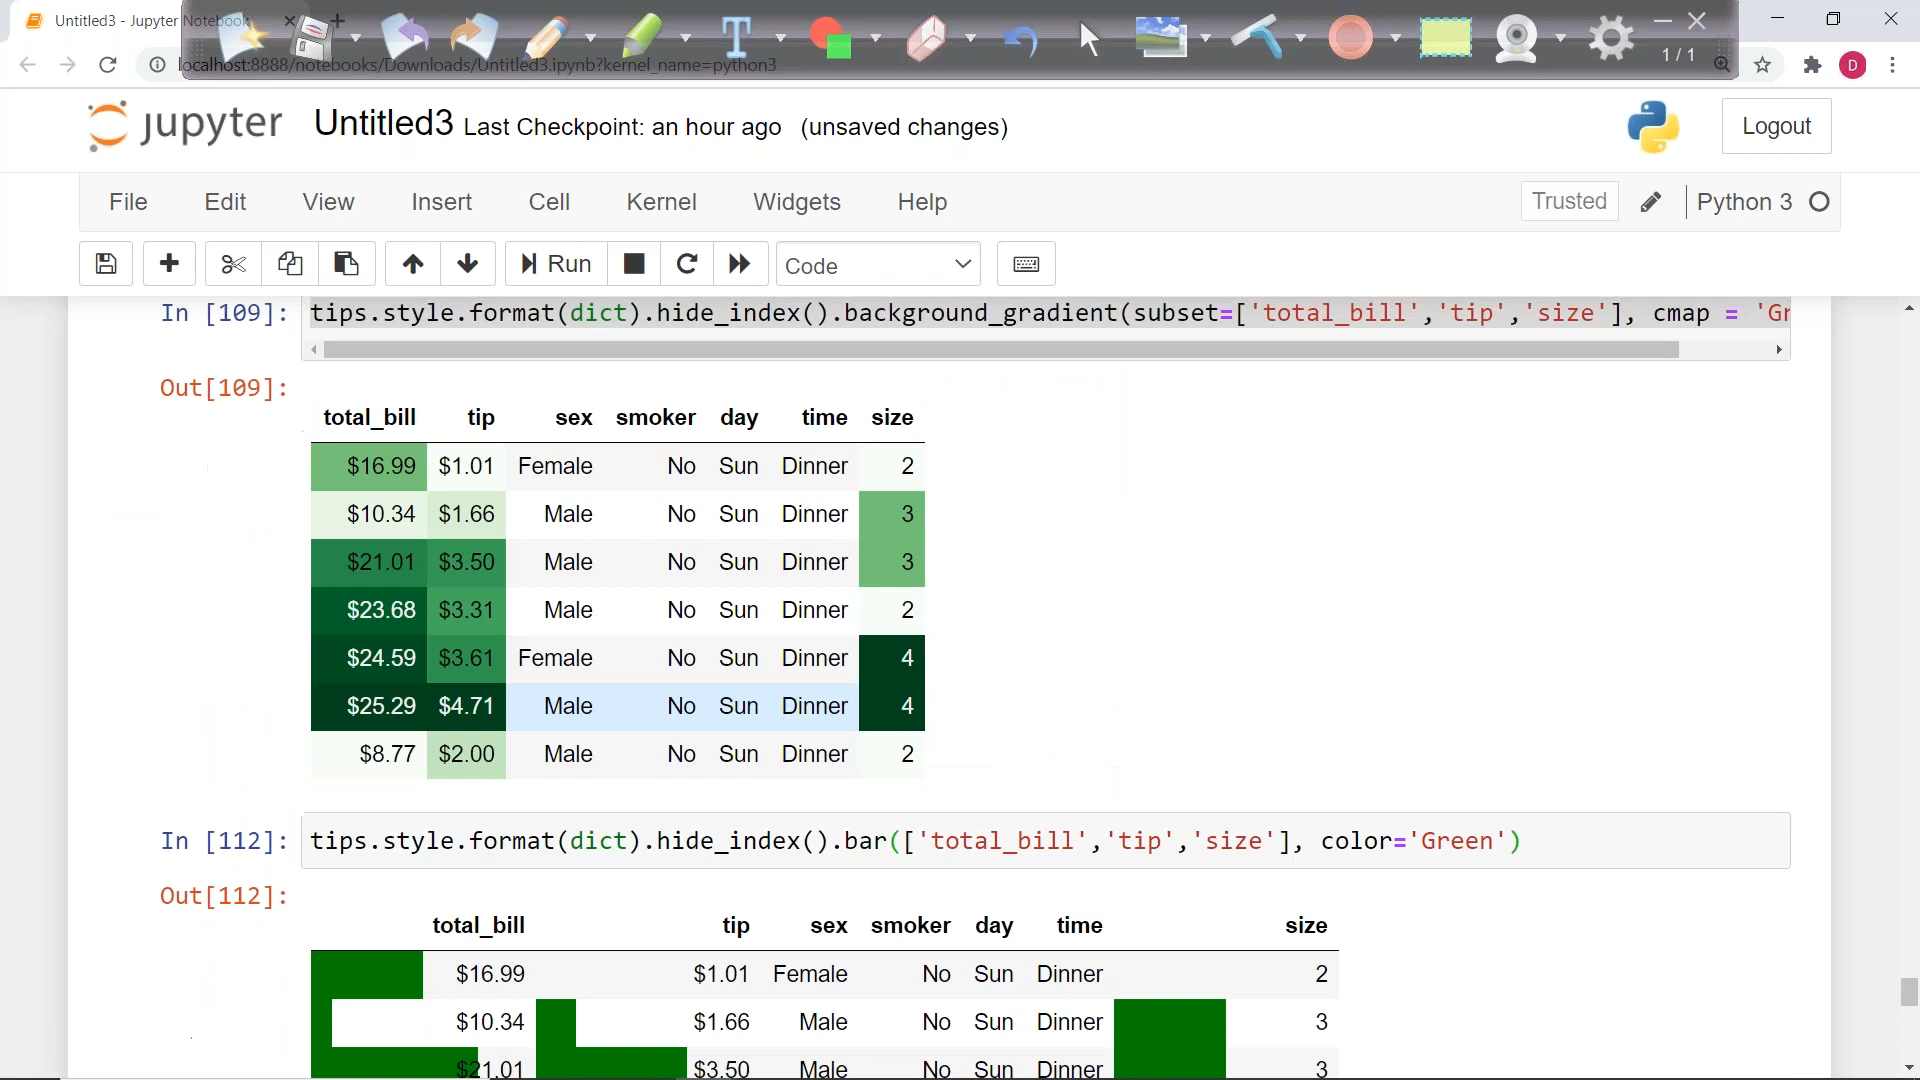 Untitled3 - Jupyter Notebook
1 / 1
localhost:8888/notebooks/Downloads/Untitled3.ipynb?kernel_name=python3
D
jupyter Untitled3 Last Checkpoint: an hour ago (unsaved changes)
Logout
File Edit View Insert Cell Kernel Widgets Help
Trusted Python 3
Run Code
In [109]: tips.style.format(dict).hide_index().background_gradient(subset=['total_bill','tip','size'], cmap = 'Gr
Out[109]:
total_bill tip sex smoker day time size
$16.99 $1.01 Female No Sun Dinner 2
$10.34 $1.66 Male No Sun Dinner 3
$21.01 $3.50 Male No Sun Dinner 3
$23.68 $3.31 Male No Sun Dinner 2
$24.59 $3.61 Female No Sun Dinner 4
$25.29 $4.71 Male No Sun Dinner 4
$8.77 $2.00 Male No Sun Dinner 2
In [112]: tips.style.format(dict).hide_index().bar(['total_bill','tip','size'], color='Green')
Out[112]:
total_bill tip sex smoker day time size
$16.99 $1.01 Female No Sun Dinner 2
$10.34 $1.66 Male No Sun Dinner 3
$21.01 $3.50 Male No Sun Dinner 3